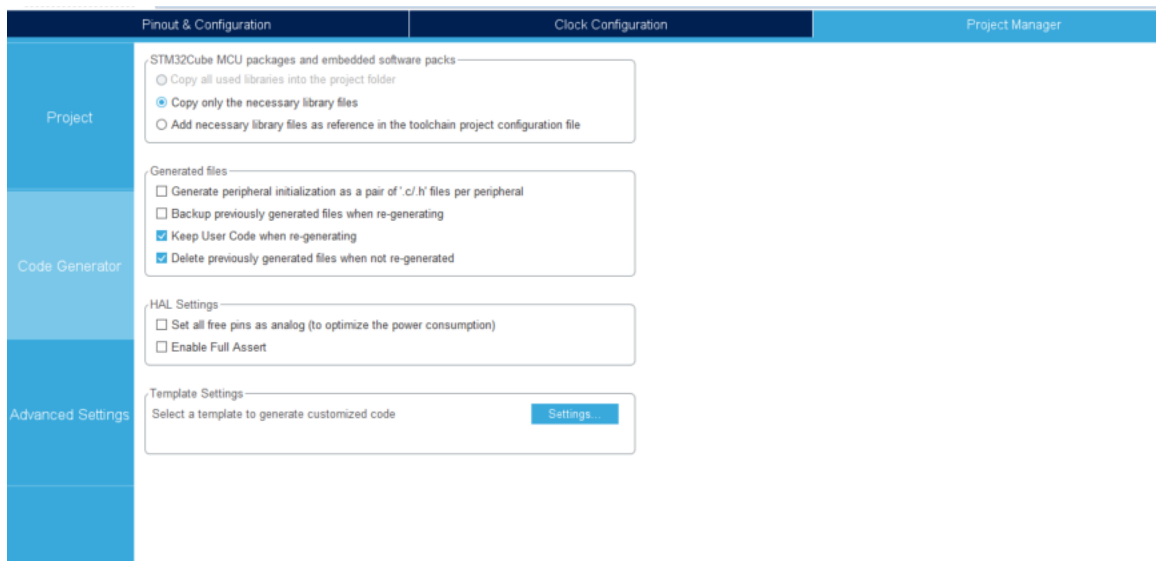 Pinout & Configuration
Clock Configuration
Project Manager
Project
Code Generator
Advanced Settings
STM32Cube MCU packages and embedded software packs
Copy all used libraries into the project folder
Copy only the necessary library files
Add necessary library files as reference in the toolchain project configuration file
Generated files
Generate peripheral initialization as a pair of '.c/.h' files per peripheral
Backup previously generated files when re-generating
Keep User Code when re-generating
Delete previously generated files when not re-generated
HAL Settings
Set all free pins as analog (to optimize the power consumption)
Enable Full Assert
Template Settings
Select a template to generate customized code
Settings...